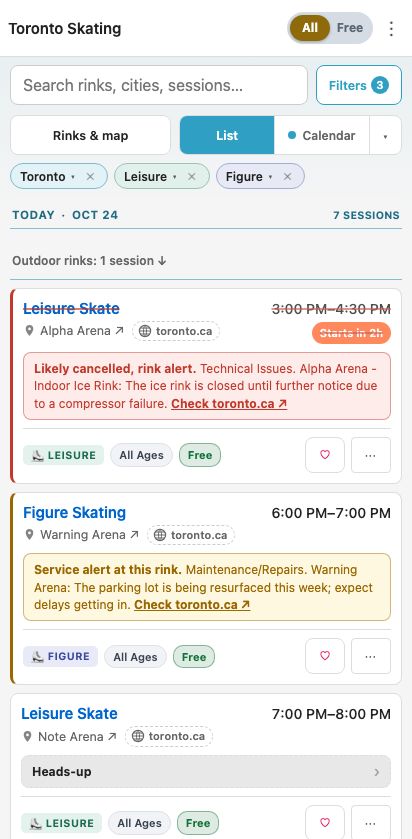 Toronto Skating
All Free
Search rinks, cities, sessions...
Filters 3
Rinks & map
List
Calendar
Toronto
Leisure
Figure
TODAY · OCT 24
7 SESSIONS
Outdoor rinks: 1 session ↓
Leisure Skate
3:00 PM–4:30 PM
Alpha Arena ↗ toronto.ca
Starts in 2h
Likely cancelled, rink alert. Technical Issues. Alpha Arena -
Indoor Ice Rink: The ice rink is closed until further notice due
to a compressor failure. Check toronto.ca ↗
LEISURE All Ages Free
Figure Skating
6:00 PM–7:00 PM
Warning Arena ↗ toronto.ca
Service alert at this rink. Maintenance/Repairs. Warning
Arena: The parking lot is being resurfaced this week; expect
delays getting in. Check toronto.ca ↗
FIGURE All Ages Free
Leisure Skate
7:00 PM–8:00 PM
Note Arena ↗ toronto.ca
Heads-up
LEISURE All Ages Free